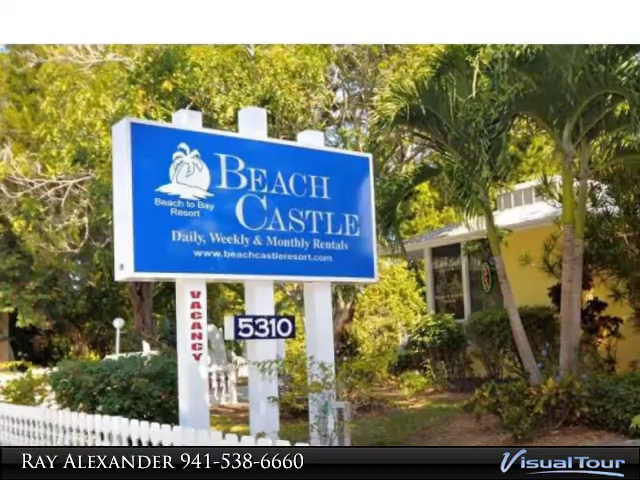 BEACH
CASTLE
Beach to Bay
Resort
Daily, Weekly & Monthly Rentals
www.beachcastleresort.com
VACANCY
5310
RAY ALEXANDER 941-538-6660
VISUALTOUR